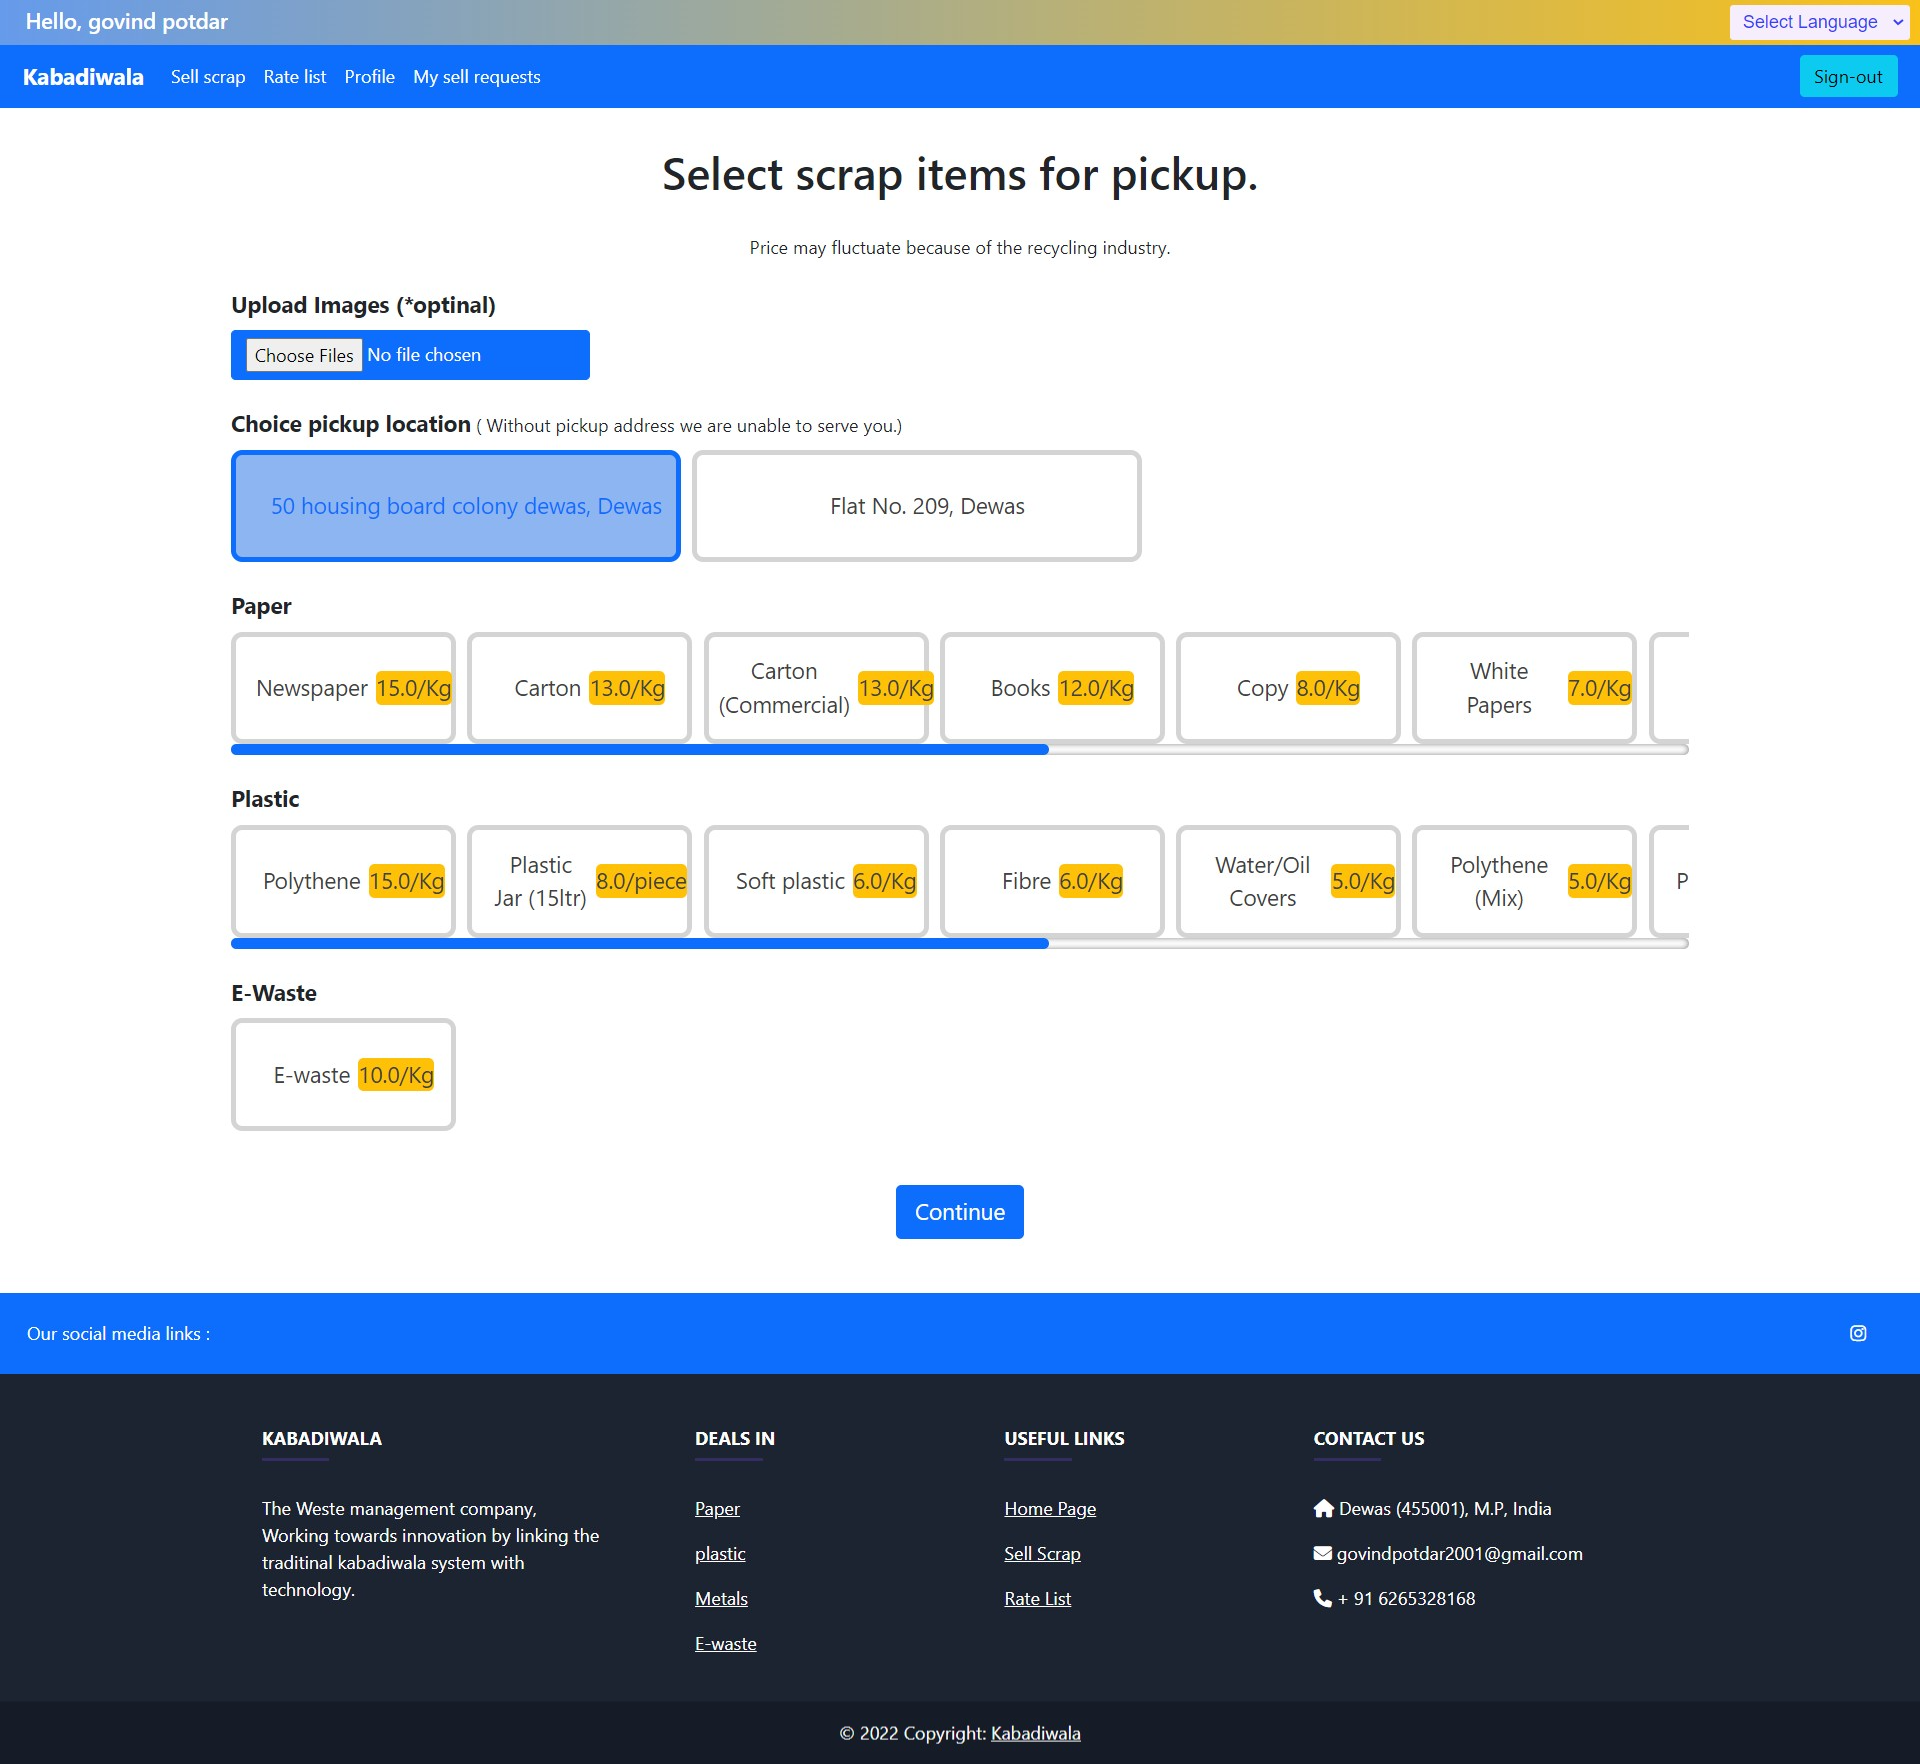 Hello, govind potdar
Select Language
Kabadiwala Sell scrap Rate list Profile My sell requests Sign-out
Select scrap items for pickup.
Price may fluctuate because of the recycling industry.
Upload Images (*optinal)
Choose Files No file chosen
Choice pickup location ( Without pickup address we are unable to serve you.)
50 housing board colony dewas, Dewas
Flat No. 209, Dewas
Paper
Newspaper 15.0/Kg
Carton 13.0/Kg
Carton
(Commercial) 13.0/Kg
Books 12.0/Kg
Copy 8.0/Kg
White
Papers 7.0/Kg
Plastic
Polythene 15.0/Kg
Plastic
Jar (15ltr) 8.0/piece
Soft plastic 6.0/Kg
Fibre 6.0/Kg
Water/Oil
Covers 5.0/Kg
Polythene
(Mix) 5.0/Kg
P
E-Waste
E-waste 10.0/Kg
Continue
Our social media links :
KABADIWALA
The Weste management company,
Working towards innovation by linking the
traditinal kabadiwala system with
technology.
DEALS IN
Paper
plastic
Metals
E-waste
USEFUL LINKS
Home Page
Sell Scrap
Rate List
CONTACT US
Dewas (455001), M.P, India
govindpotdar2001@gmail.com
+ 91 6265328168
© 2022 Copyright: Kabadiwala